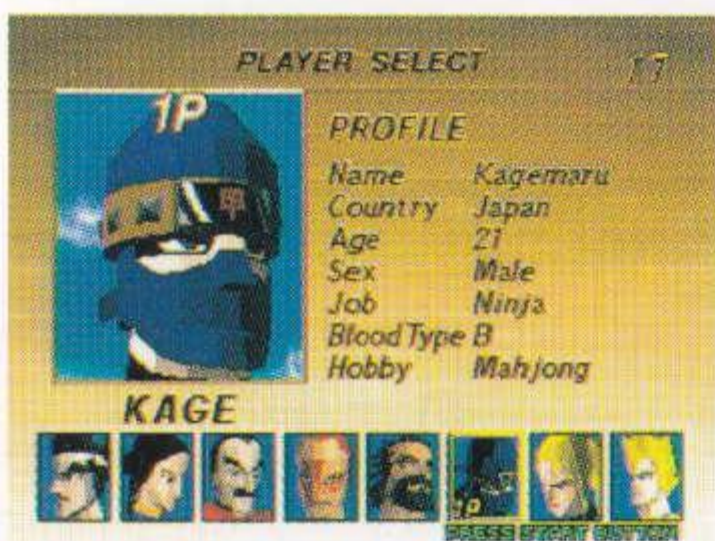 PLAYER SELECT 17
1P
PROFILE
Name Kagemaru
Country Japan
Age 21
Sex Male
Job Ninja
Blood Type B
Hobby Mahjong
KAGE
1P
PRESS START BUTTON